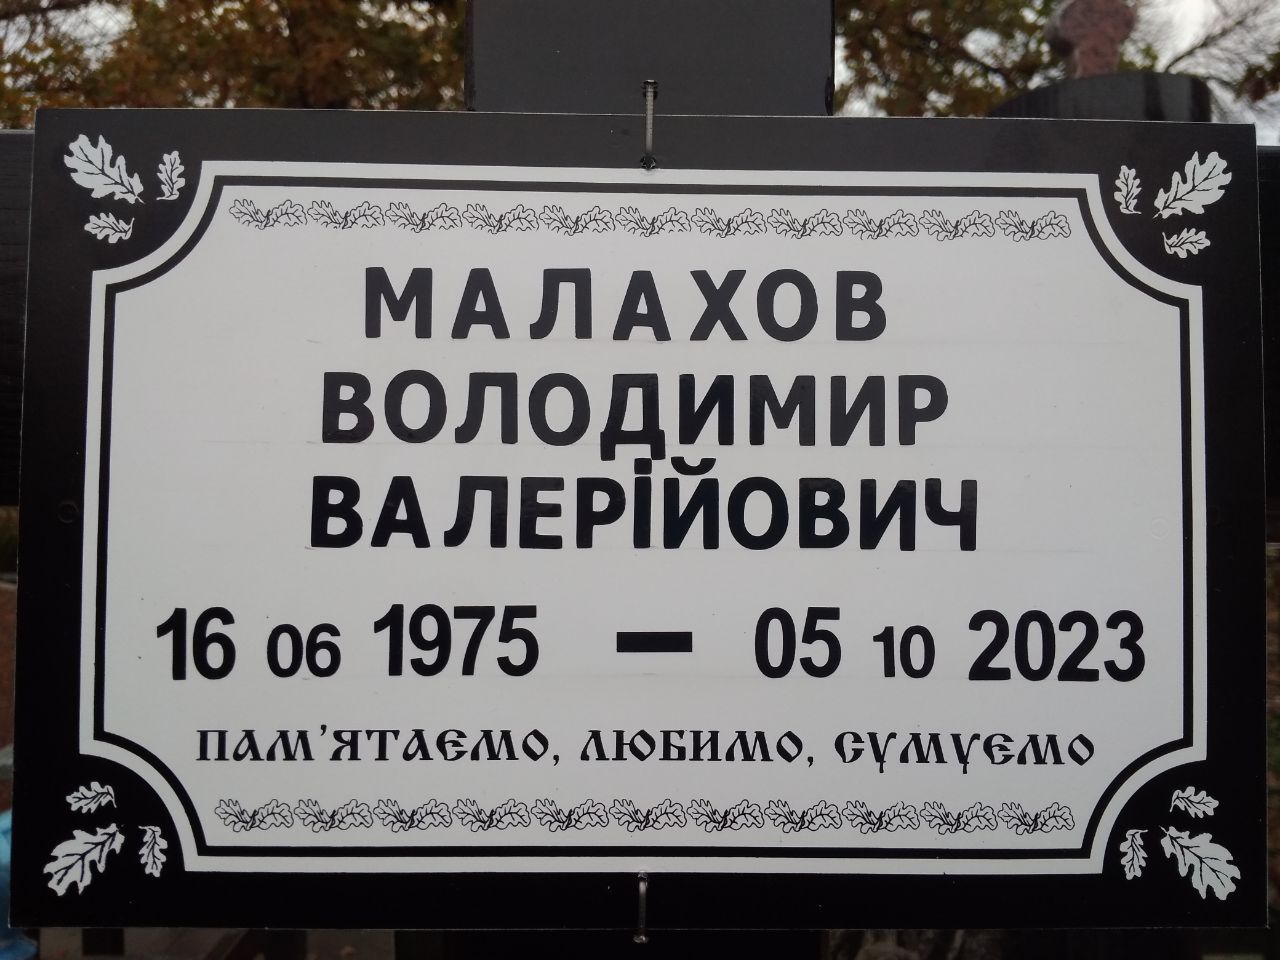 МАЛАХОВ
ВОЛОДИМИР
ВАЛЕРІЙОВИЧ
16 06 1975 — 05 10 2023
ПАМ'ЯТАЄМО, ЛЮБИМО, СУМУЄМО